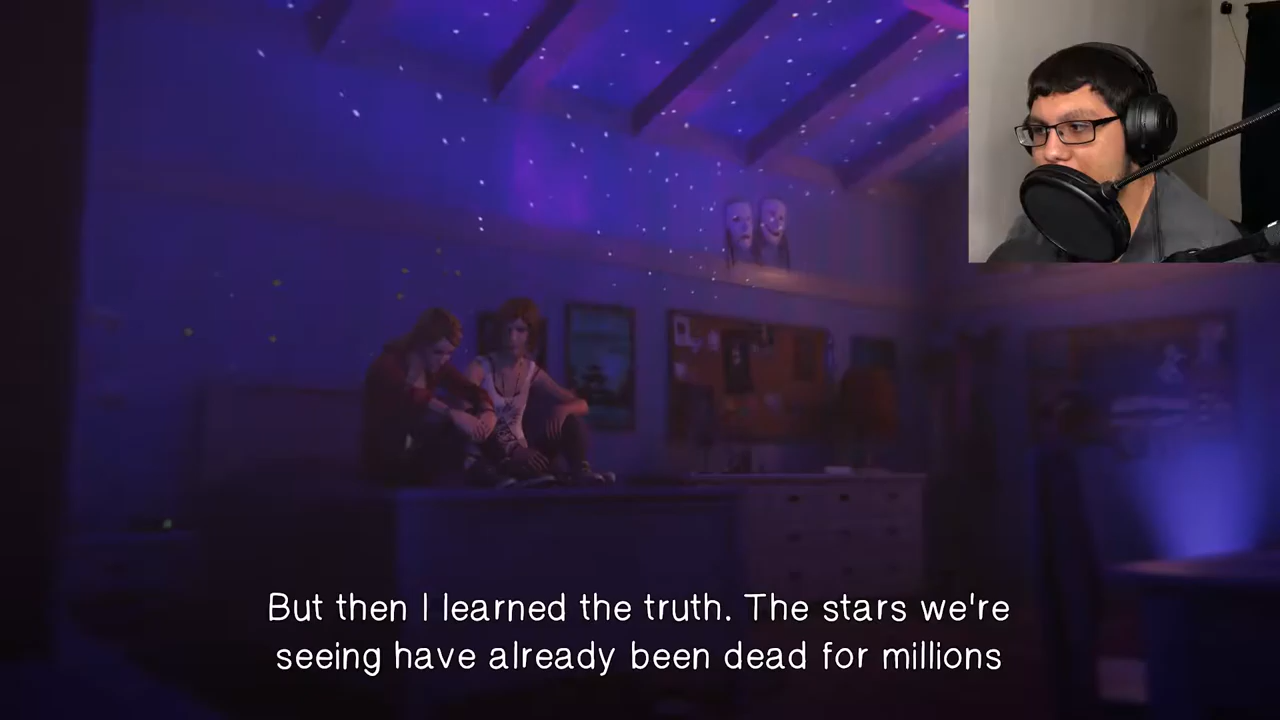 But then I learned the truth. The stars we're
seeing have already been dead for millions